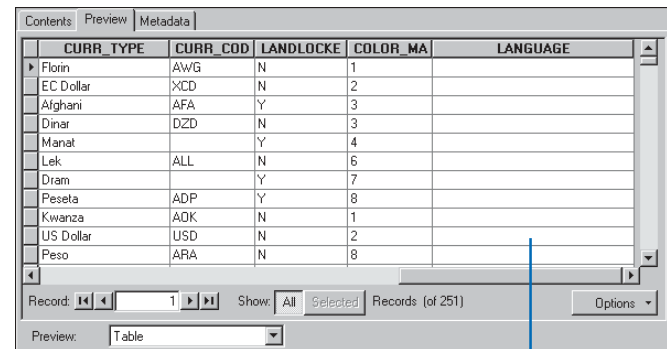 Contents Preview Metadata
CURR_TYPE CURR_COD LANDLOCKE COLOR_MA LANGUAGE
Florin AWG N 1
EC Dollar XCD N 2
Afghani AFA Y 3
Dinar DZD N 3
Manat Y 4
Lek ALL N 6
Dram Y 7
Peseta ADP Y 8
Kwanza AOK N 1
US Dollar USD N 2
Peso ARA N 8
Record: 1 Show: All Selected Records (of 251) Options
Preview: Table